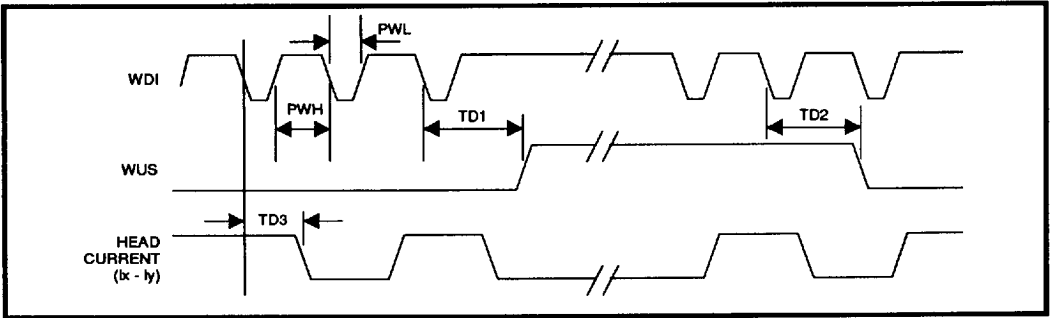 PWL
WDI
PWH
TD1
TD2
WUS
TD3
HEAD
CURRENT
(Ix - Iy)